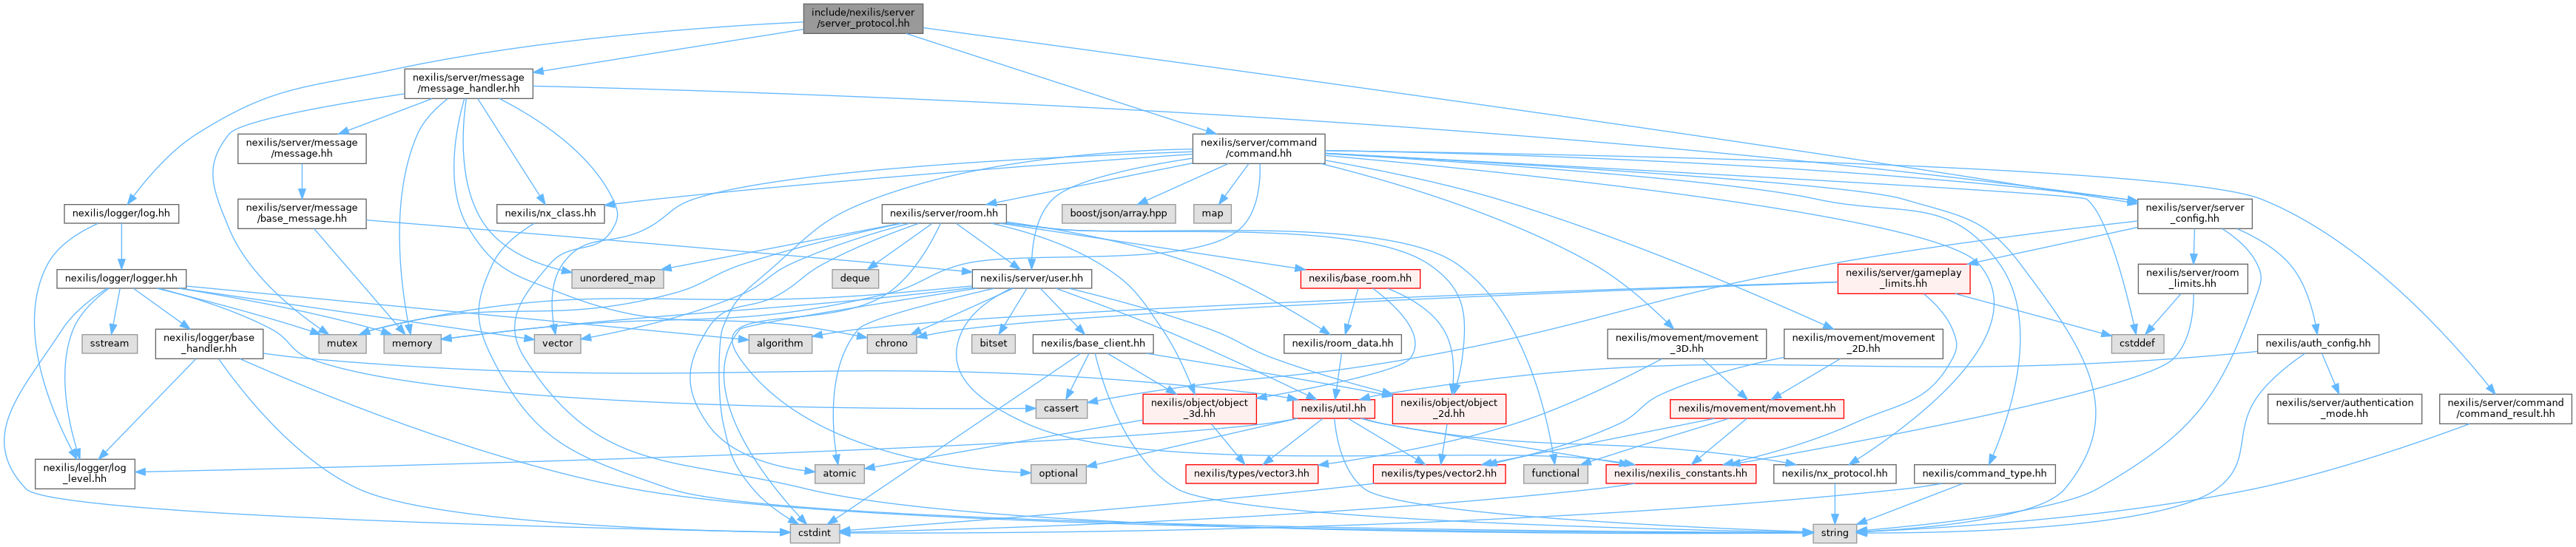 include/nexilis/server
/server_protocol.hh
nexilis/server/message
/message_handler.hh
nexilis/server/message
/message.hh
nexilis/server/command
/command.hh
nexilis/logger/log.hh
nexilis/server/message
/base_message.hh
nexilis/nx_class.hh
nexilis/server/room.hh
boost/json/array.hpp
map
nexilis/server/server
_config.hh
nexilis/logger/logger.hh
unordered_map
deque
nexilis/server/user.hh
nexilis/base_room.hh
nexilis/server/gameplay
_limits.hh
nexilis/server/room
_limits.hh
sstream
nexilis/logger/base
_handler.hh
mutex
memory
vector
algorithm
chrono
bitset
nexilis/base_client.hh
nexilis/room_data.hh
nexilis/movement/movement
_3D.hh
nexilis/movement/movement
_2D.hh
cstddef
nexilis/auth_config.hh
cassert
nexilis/object/object
_3d.hh
nexilis/util.hh
nexilis/object/object
_2d.hh
nexilis/movement/movement.hh
nexilis/server/authentication
_mode.hh
nexilis/server/command
/command_result.hh
nexilis/logger/log
_level.hh
atomic
optional
nexilis/types/vector3.hh
nexilis/types/vector2.hh
functional
nexilis/nexilis_constants.hh
nexilis/nx_protocol.hh
nexilis/command_type.hh
cstdint
string